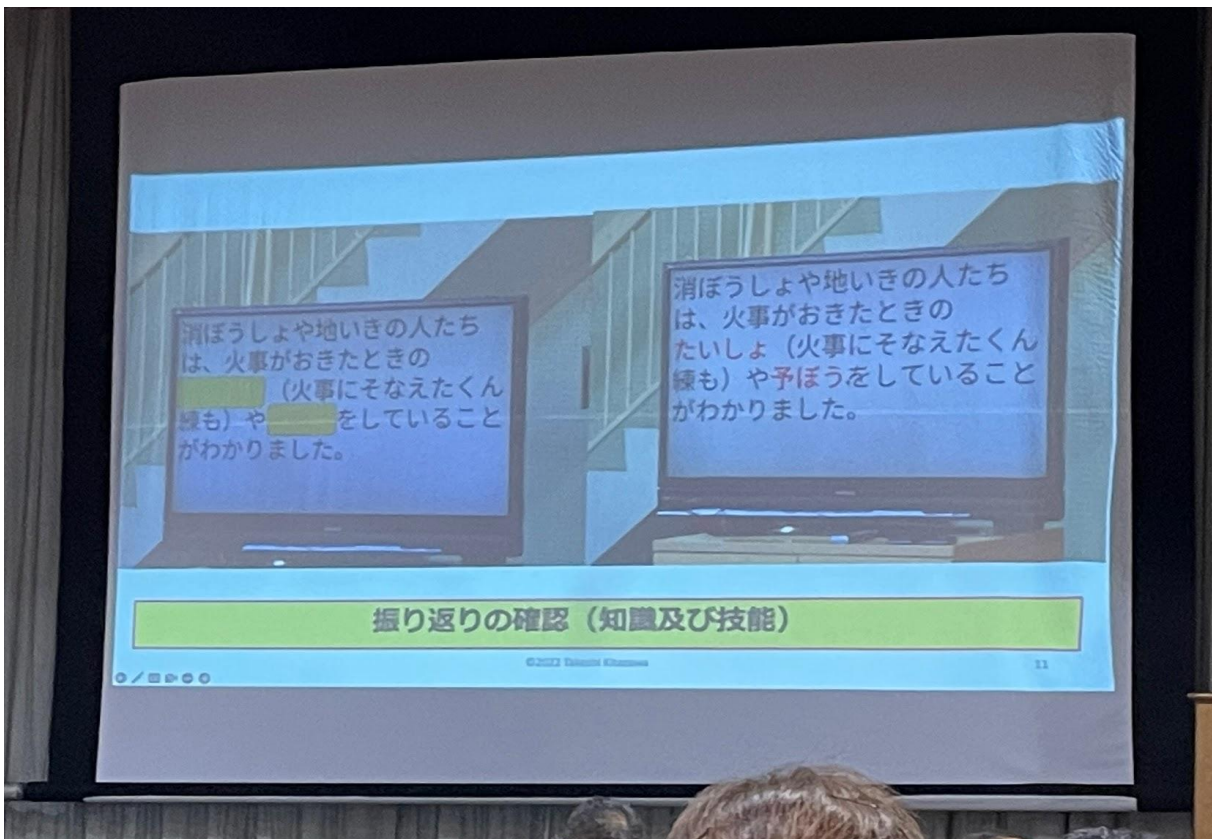 消ぼうしょや地いきの人たち
は、火事がおきたときの
（火事にそなえたくん
練も）や
をしていること
がわかりました。
消ぼうしょや地いきの人たち
は、火事がおきたときの
たいしょ（火事にそなえたくん
練も）や予ぼうをしていること
がわかりました。
振り返りの確認（知識及び技能）
©2022 Takeshi Kitazawa
11